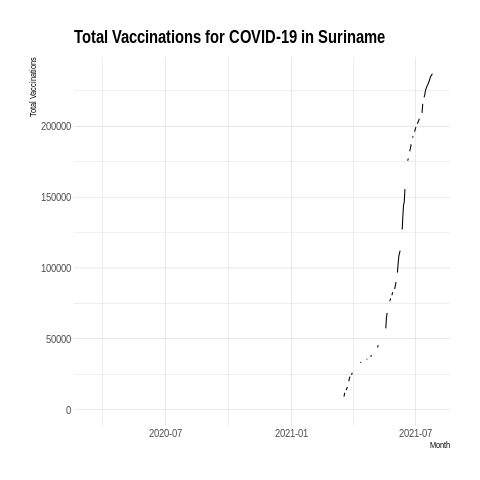 Total Vaccinations for COVID-19 in Suriname
Total Vaccinations
200000
150000
100000
50000
0
2020-07 2021-01 2021-07
Month